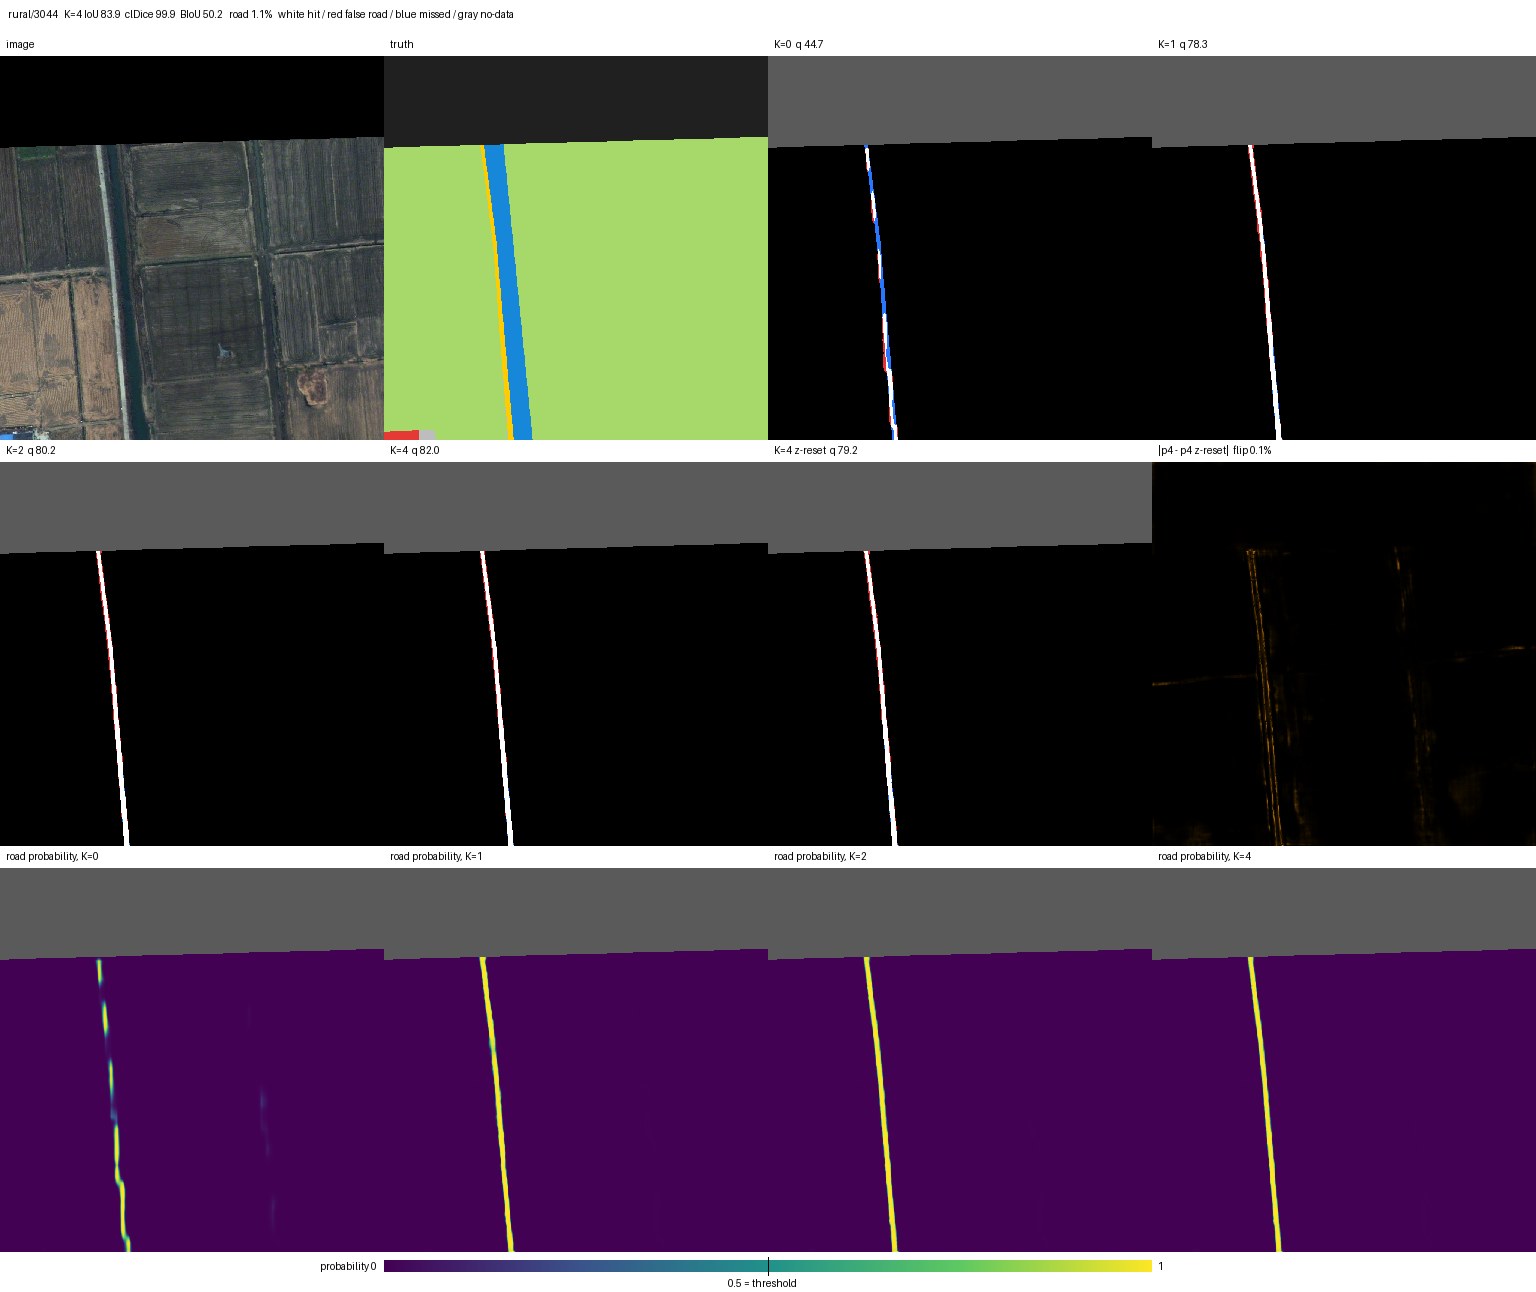 rural/3044 K=4 IoU 83.9 clDice 99.9 BIoU 50.2 road 1.1% white hit / red false road / blue missed / gray no-data
image
truth
K=0 q 44.7
K=1 q 78.3
K=2 q 80.2
K=4 q 82.0
K=4 z-reset q 79.2
|p4 - p4 z-reset| flip 0.1%
road probability, K=0
road probability, K=1
road probability, K=2
road probability, K=4
probability 0
1
0.5 = threshold